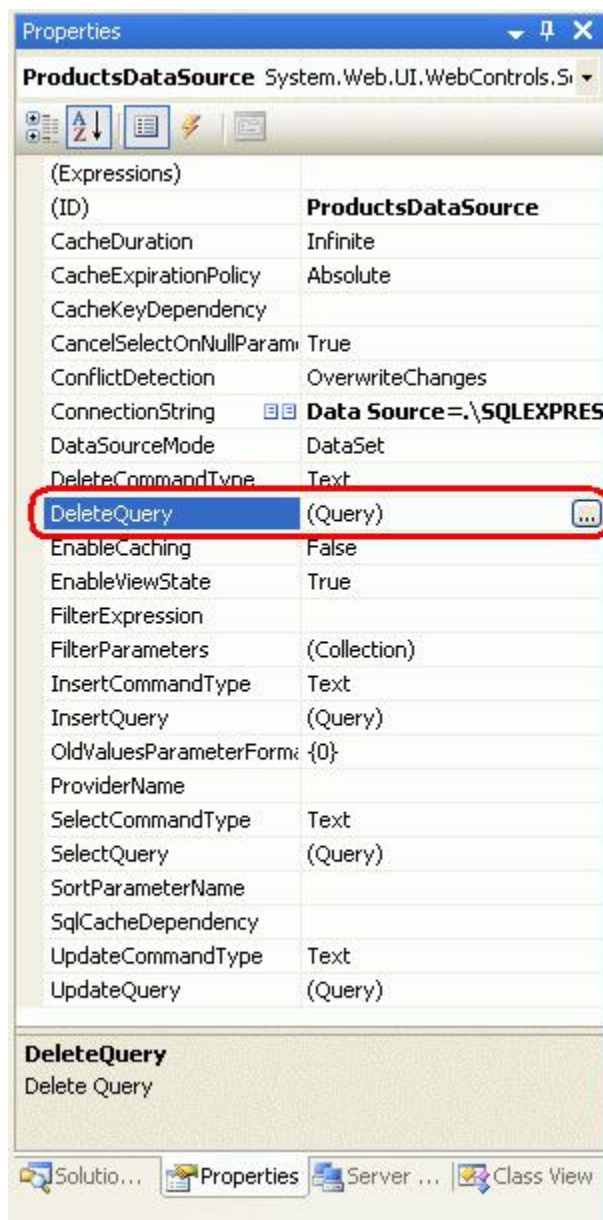 Properties
ProductsDataSource System.Web.UI.WebControls.S
(Expressions)
(ID) ProductsDataSource
CacheDuration Infinite
CacheExpirationPolicy Absolute
CacheKeyDependency
CancelSelectOnNullParam True
ConflictDetection OverwriteChanges
ConnectionString Data Source=.\SQLEXPRES
DataSourceMode DataSet
DeleteCommandType Text
DeleteQuery (Query) ...
EnableCaching False
EnableViewState True
FilterExpression
FilterParameters (Collection)
InsertCommandType Text
InsertQuery (Query)
OldValuesParameterForma {0}
ProviderName
SelectCommandType Text
SelectQuery (Query)
SortParameterName
SqlCacheDependency
UpdateCommandType Text
UpdateQuery (Query)
DeleteQuery
Delete Query
Solutio... Properties Server ... Class View